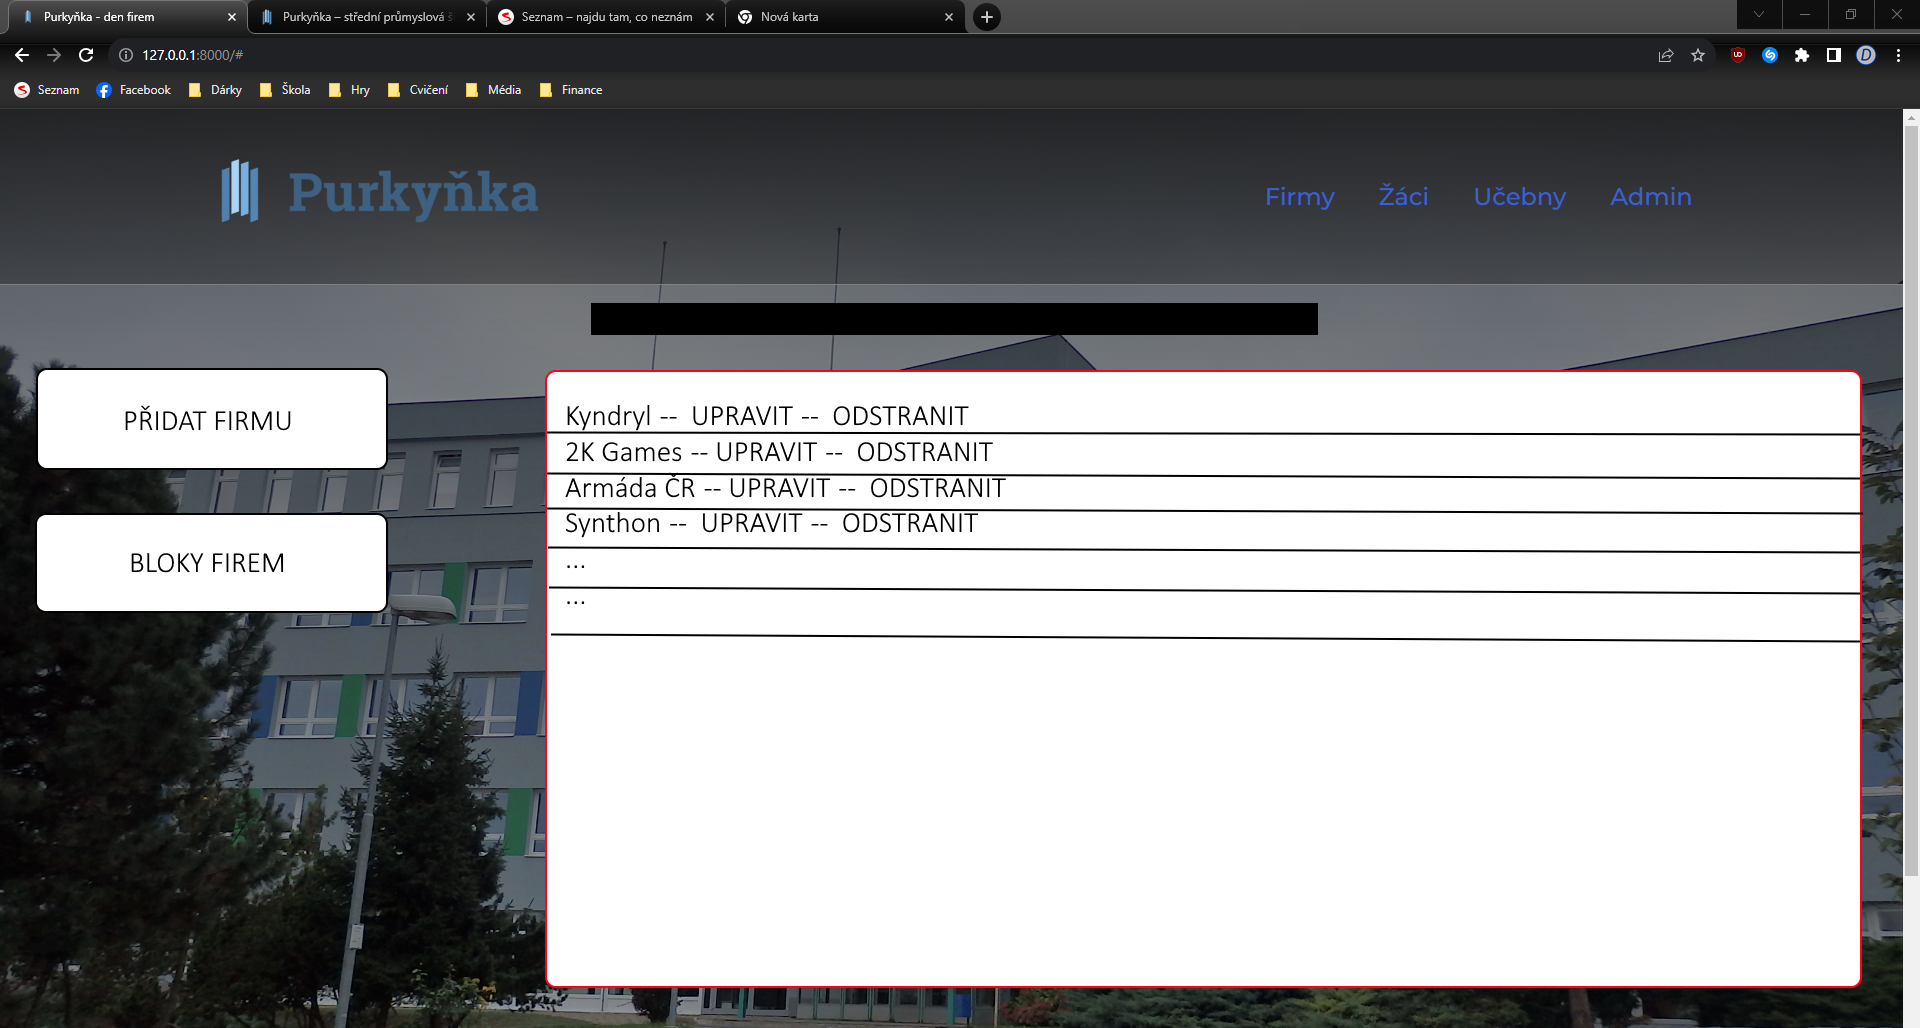 Purkyňka - den firem
Purkyňka – střední průmyslová š
Seznam – najdu tam, co neznám
Nová karta
127.0.0.1:8000/#
Seznam
Facebook
Dárky
Škola
Hry
Cvičení
Média
Finance
Purkyňka
Firmy
Žáci
Učebny
Admin
PŘIDAT FIRMU
BLOKY FIREM
Kyndryl -- UPRAVIT -- ODSTRANIT
2K Games -- UPRAVIT -- ODSTRANIT
Armáda ČR -- UPRAVIT -- ODSTRANIT
Synthon -- UPRAVIT -- ODSTRANIT
...
...